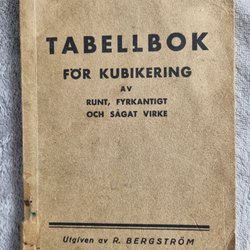 TABELLBOK
FÖR KUBIKERING
AV
RUNT, FYRKANTIGT
OCH SÅGAT VIRKE
Utgiven av R. BERGSTRÖM